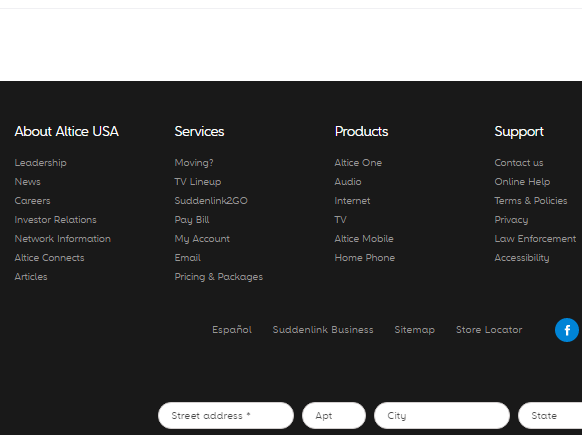 About Altice USA
Leadership
News
Careers
Investor Relations
Network Information
Altice Connects
Articles
Services
Moving?
TV Lineup
Suddenlink2GO
Pay Bill
My Account
Email
Pricing & Packages
Products
Altice One
Audio
Internet
TV
Altice Mobile
Home Phone
Support
Contact us
Online Help
Terms & Policies
Privacy
Law Enforcement
Accessibility
Español Suddenlink Business Sitemap Store Locator f
Street address * Apt City State